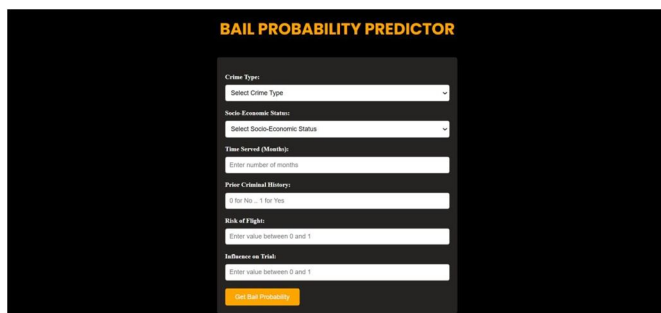 BAIL PROBABILITY PREDICTOR
Crime Type:
Select Crime Type
Socio-Economic Status:
Select Socio-Economic Status
Time Served (Months):
Enter number of months
Prior Criminal History:
0 for No ., 1 for Yes
Risk of Flight:
Enter value between 0 and 1
Influence on Trial:
Enter value between 0 and 1
Get Bail Probability